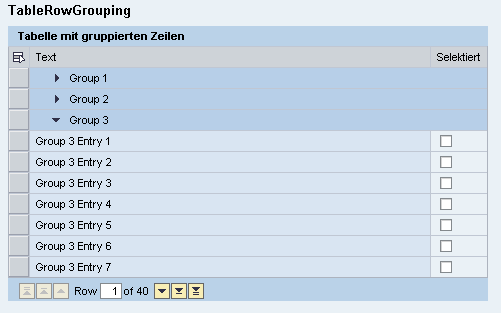 TableRowGrouping
Tabelle mit gruppierten Zeilen
Text Selektiert
Group 1
Group 2
Group 3
Group 3 Entry 1
Group 3 Entry 2
Group 3 Entry 3
Group 3 Entry 4
Group 3 Entry 5
Group 3 Entry 6
Group 3 Entry 7
Row 1 of 40